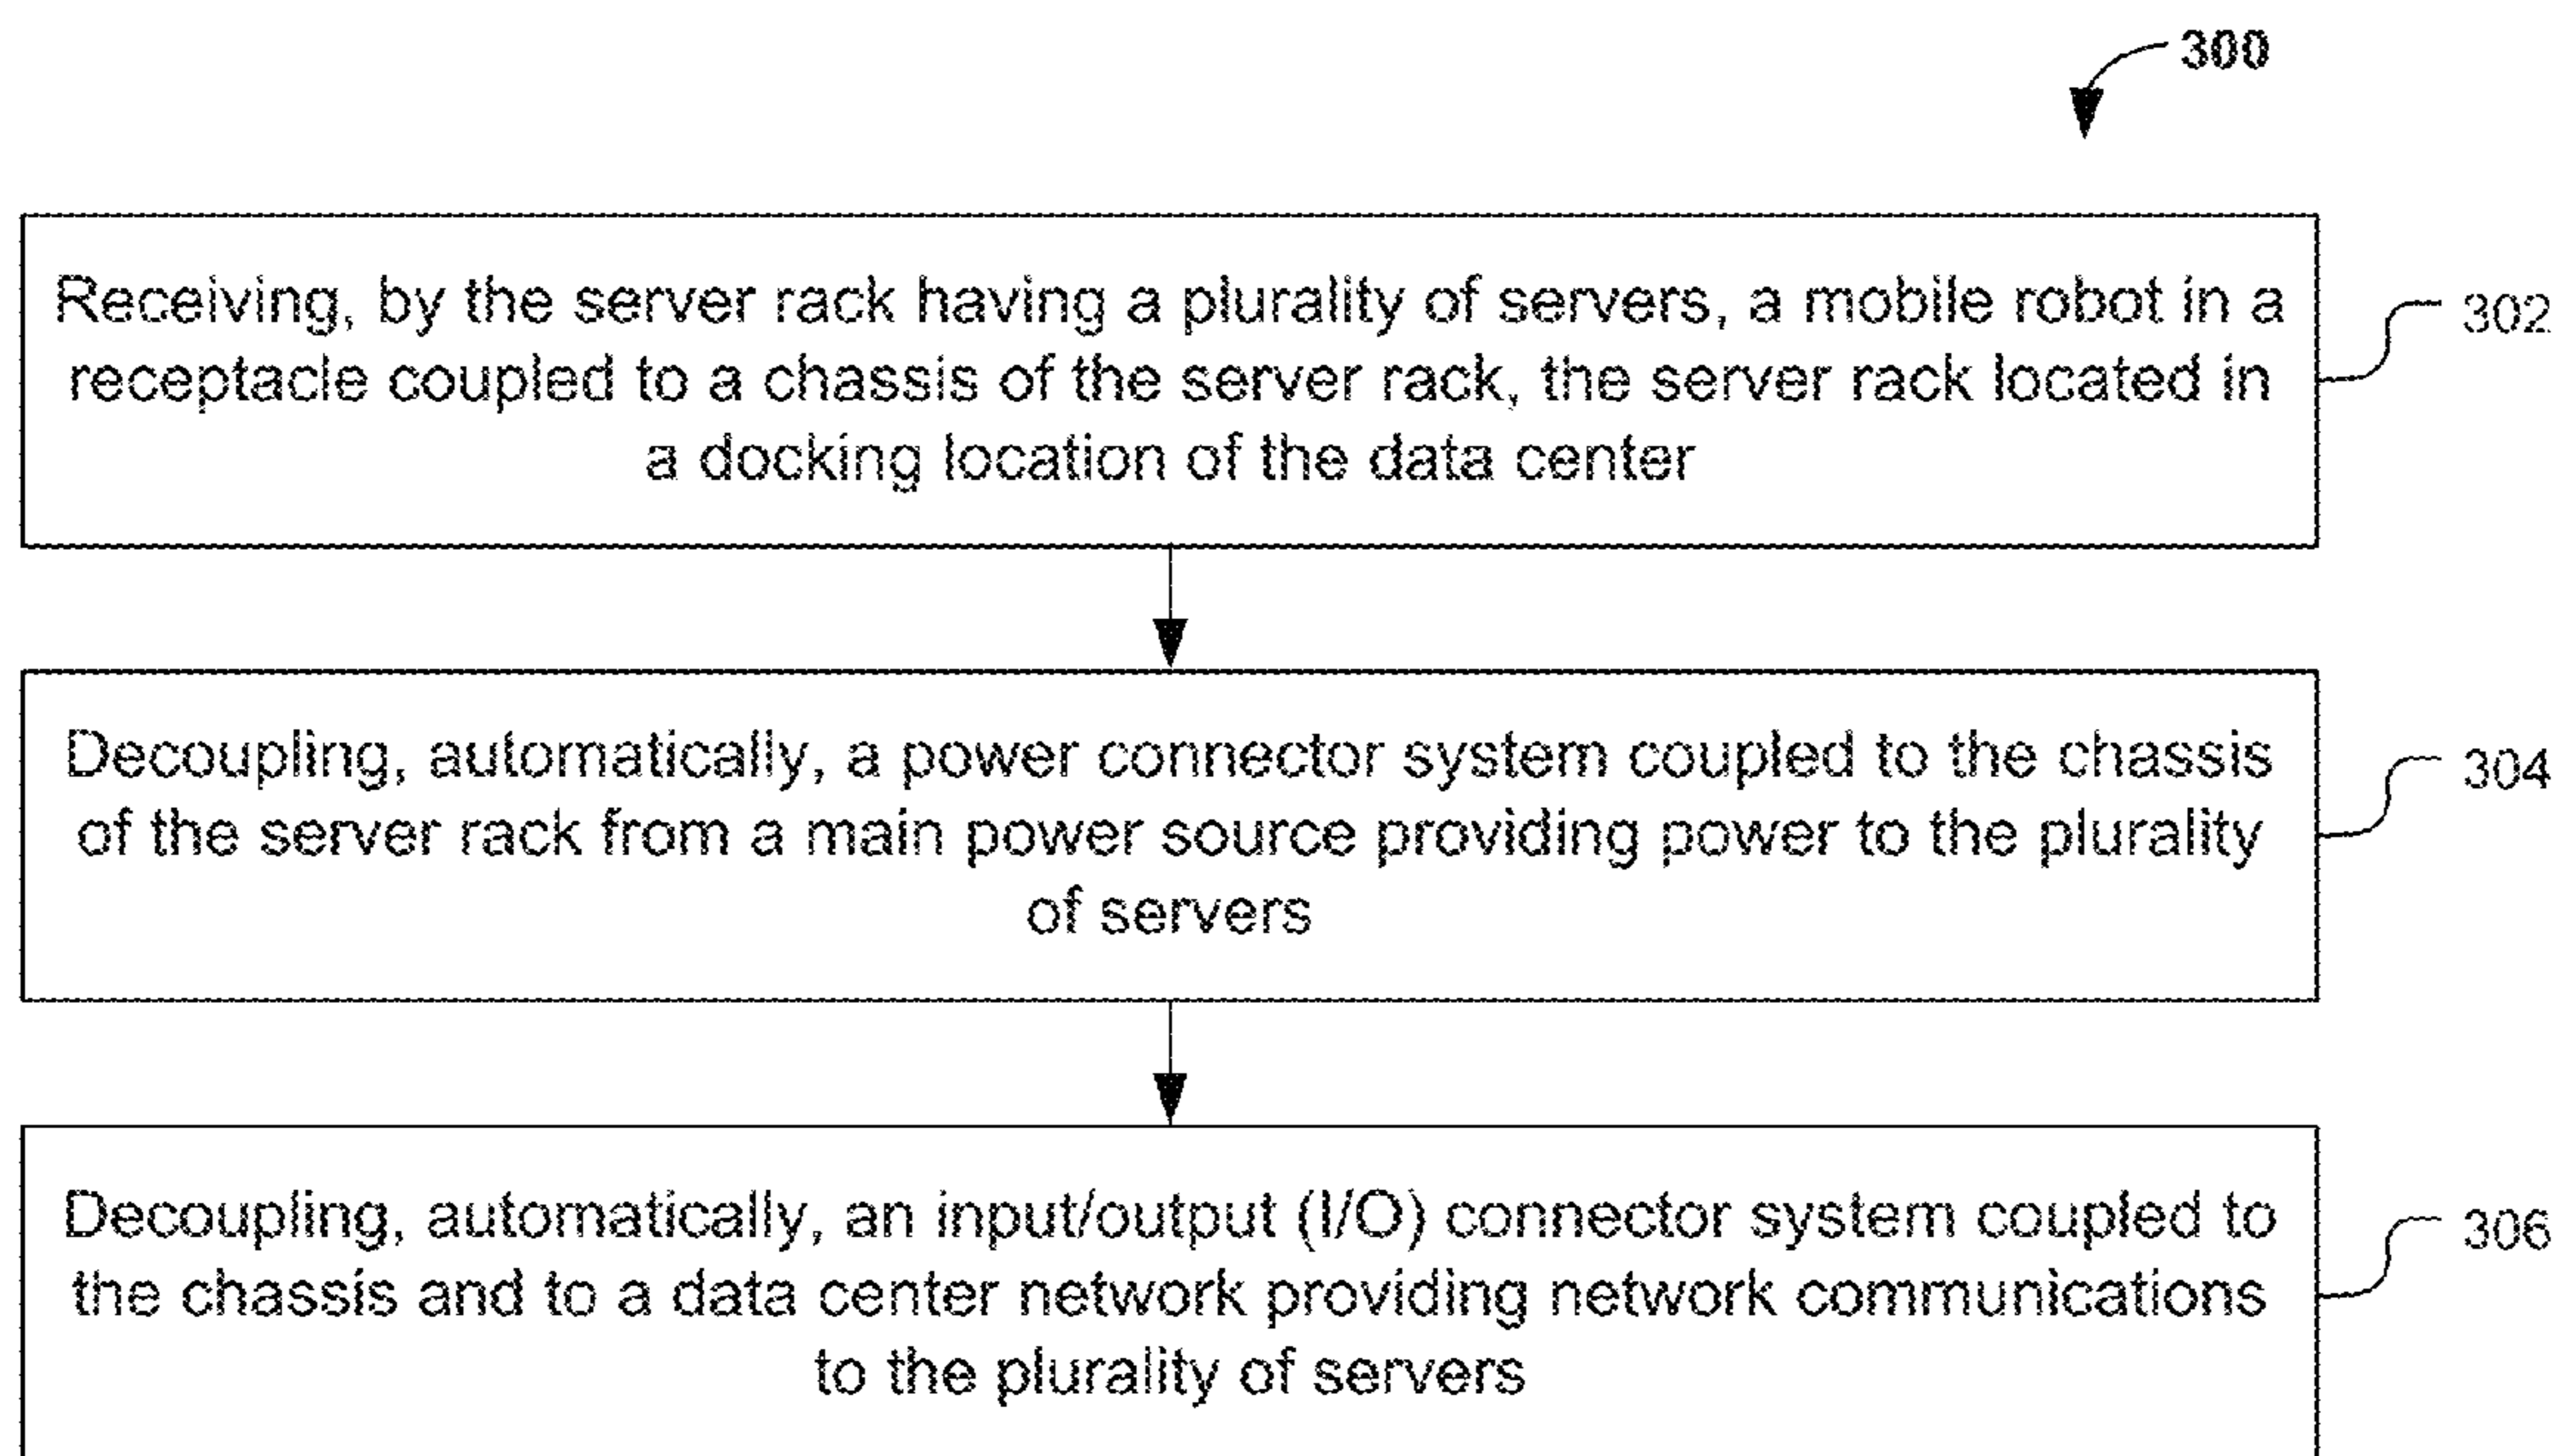 300
Receiving, by the server rack having a plurality of servers, a mobile robot in a
receptacle coupled to a chassis of the server rack, the server rack located in
a docking location of the data center
302
Decoupling, automatically, a power connector system coupled to the chassis
of the server rack from a main power source providing power to the plurality
of servers
304
Decoupling, automatically, an input/output (I/O) connector system coupled to
the chassis and to a data center network providing network communications
to the plurality of servers
306